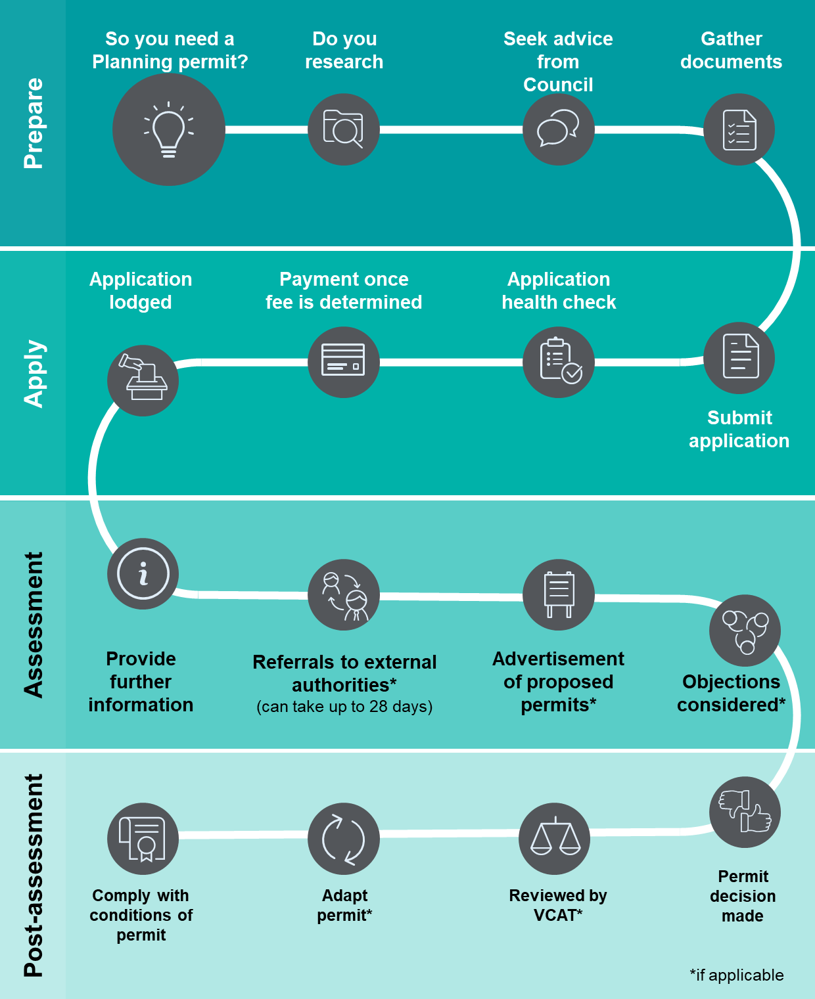 Prepare
So you need a
Planning permit?
Do you
research
Seek advice
from
Council
Gather
documents
Apply
Application
lodged
Payment once
fee is determined
Application
health check
Submit
application
Assessment
Provide
further
information
Referrals to external
authorities*
(can take up to 28 days)
Advertisement
of proposed
permits*
Objections
considered*
Post-assessment
Comply with
conditions of
permit
Adapt
permit*
Reviewed by
VCAT*
Permit
decision
made
*if applicable